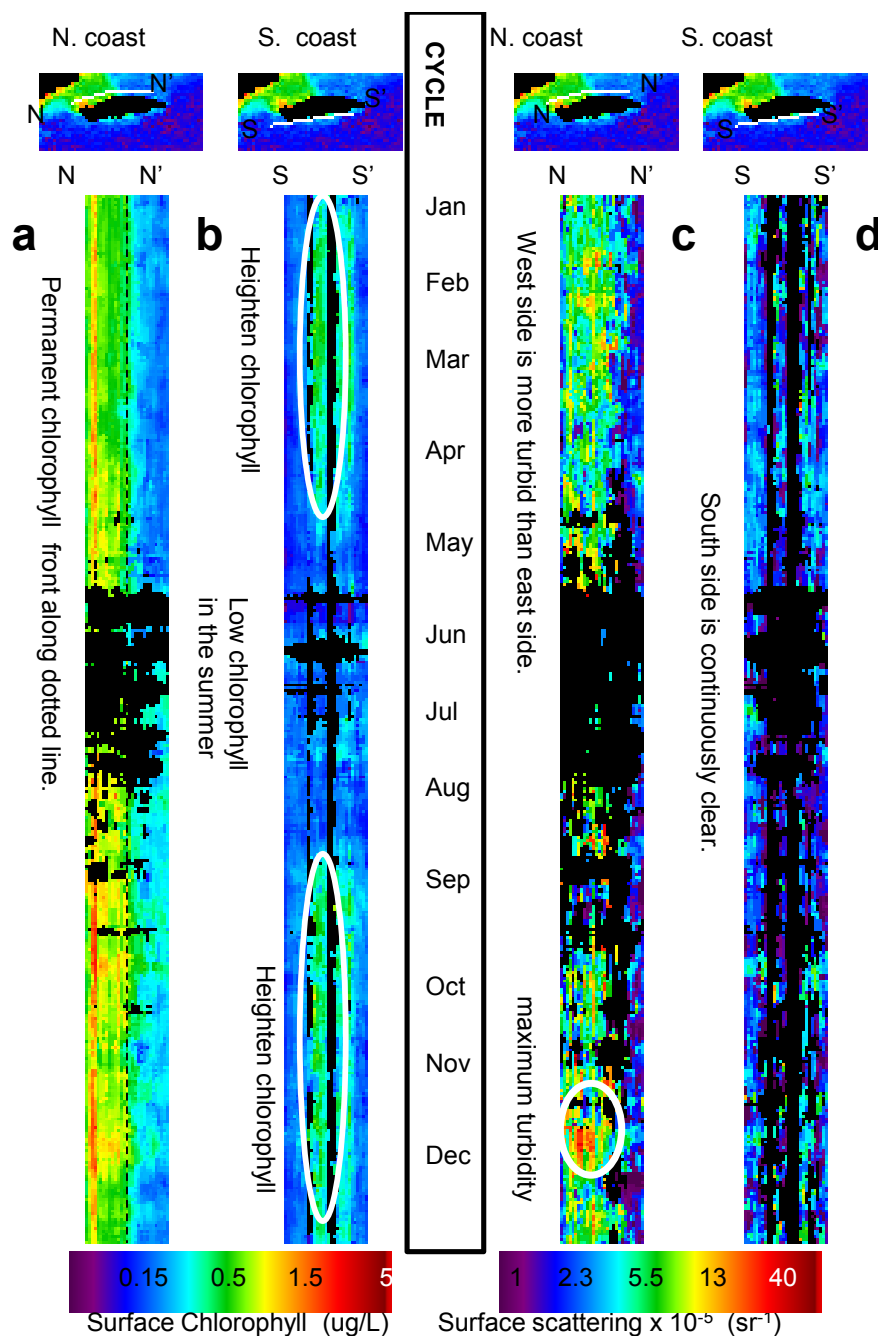 N. coast
S. coast
CYCLE
N. coast
S. coast
N
N'
S
S'
N
N'
S
S'
N
N'
S
S'
N
N'
S
S'
a
b
c
d
Permanent chlorophyll front along dotted line.
Heighten chlorophyll
Low chlorophyll
in the summer
Heighten chlorophyll
Jan
Feb
Mar
Apr
May
Jun
Jul
Aug
Sep
Oct
Nov
Dec
West side is more turbid than east side.
maximum turbidity
South side is continuously clear.
0.15 0.5 1.5 5
Surface Chlorophyll (ug/L)
1 2.3 5.5 13 40
Surface scattering x 10⁻⁵ (sr⁻¹)